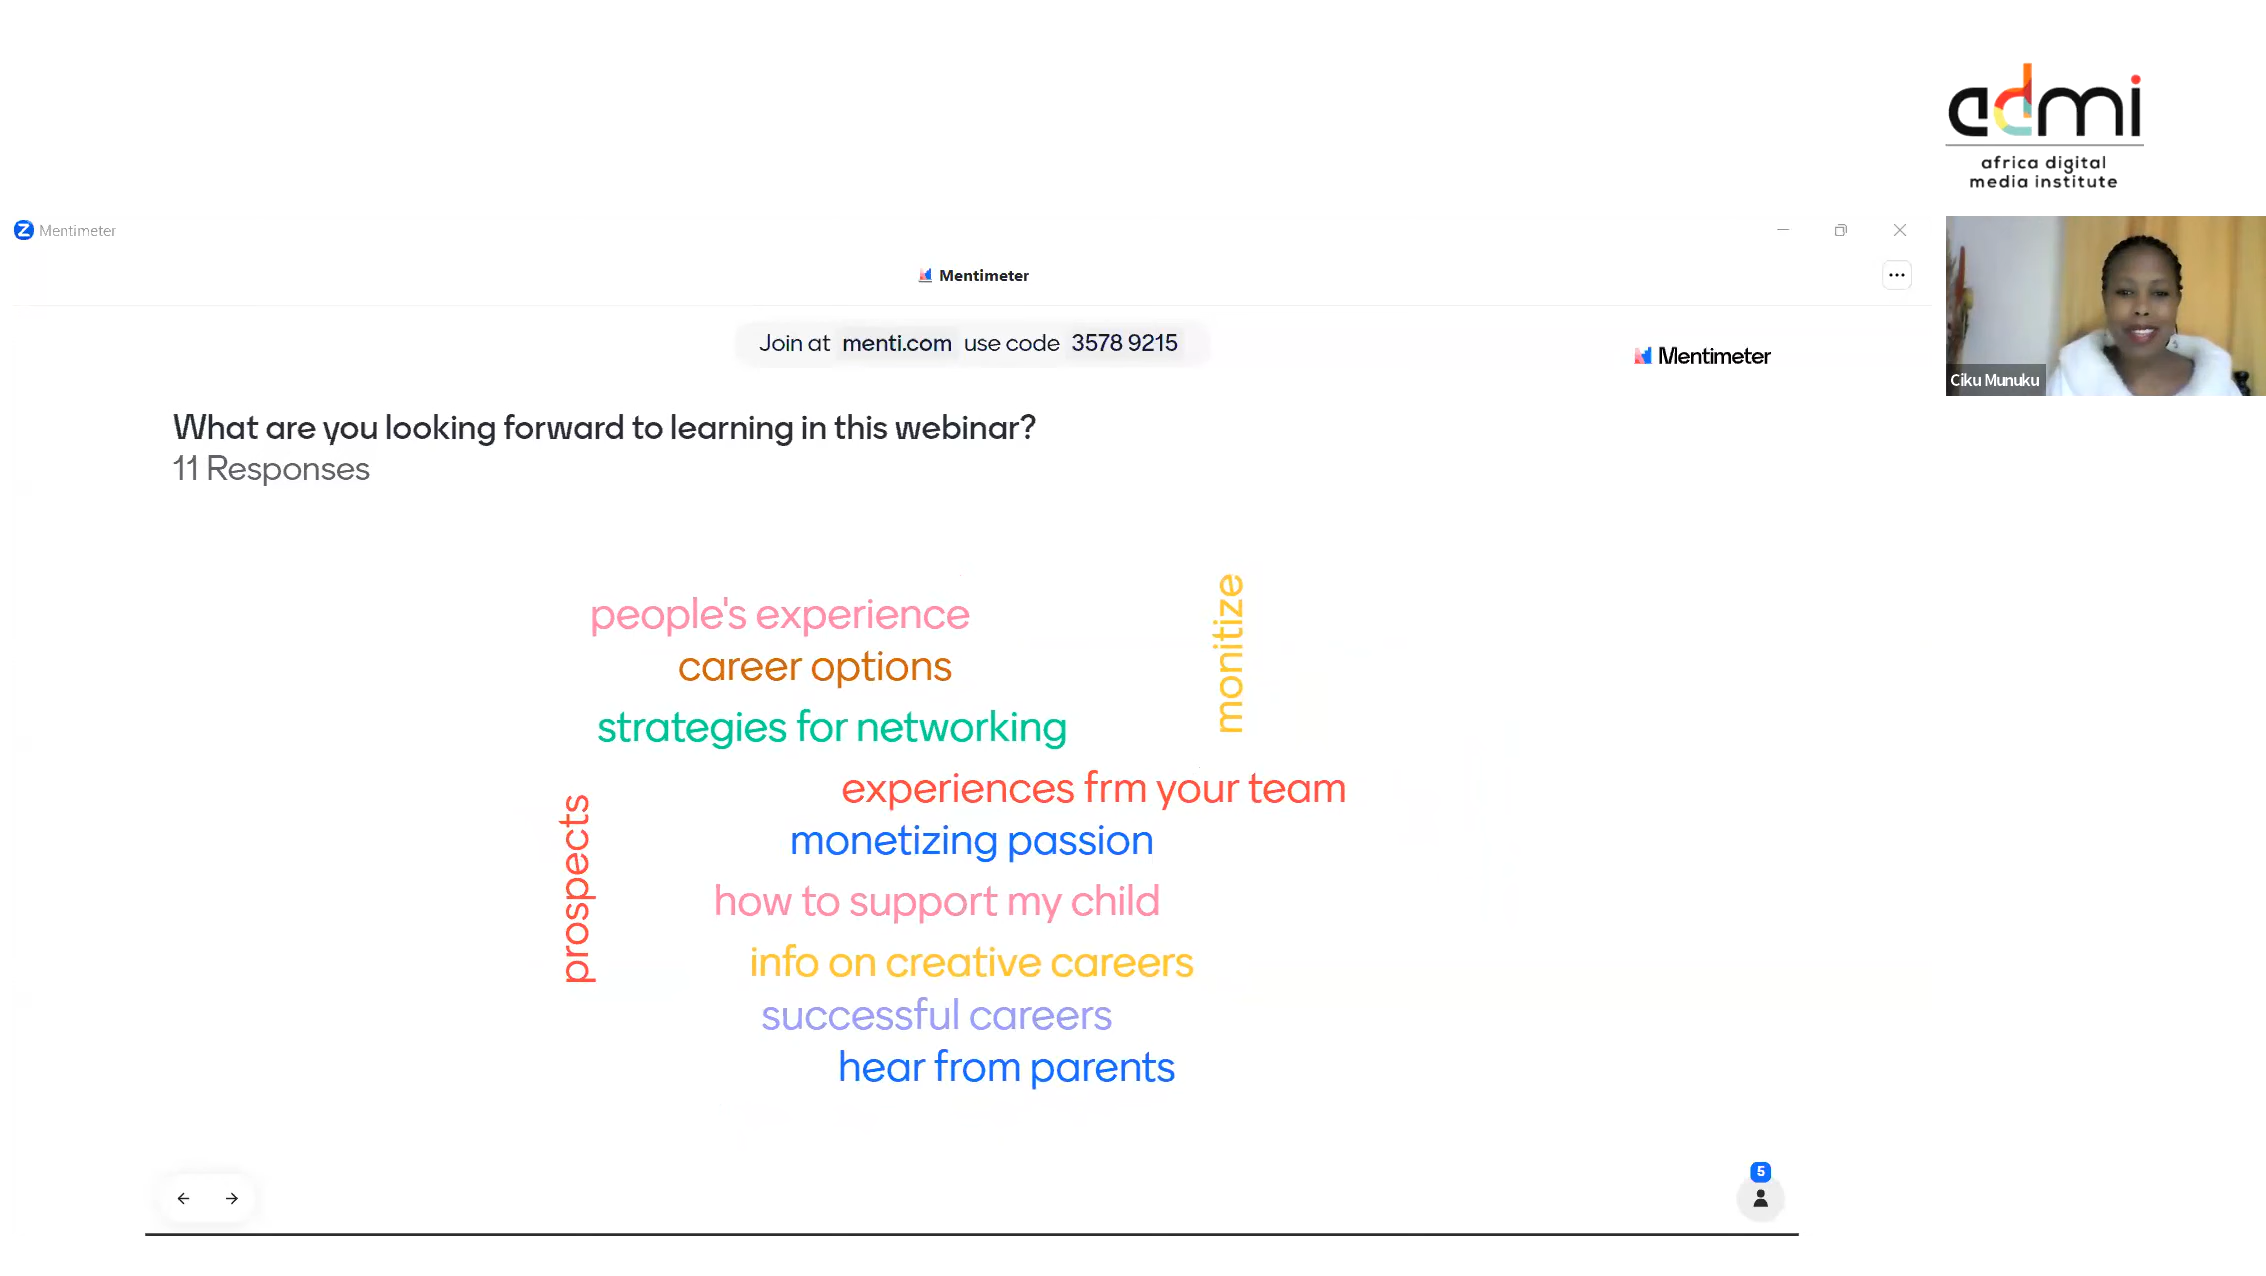 admi
africa digital
media institute
Mentimeter
Mentimeter
Join at menti.com use code 3578 9215
Mentimeter
Ciku Munuku
What are you looking forward to learning in this webinar?
11 Responses
people's experience
monitize
career options
strategies for networking
experiences frm your team
prospects
monetizing passion
how to support my child
info on creative careers
successful careers
hear from parents
5